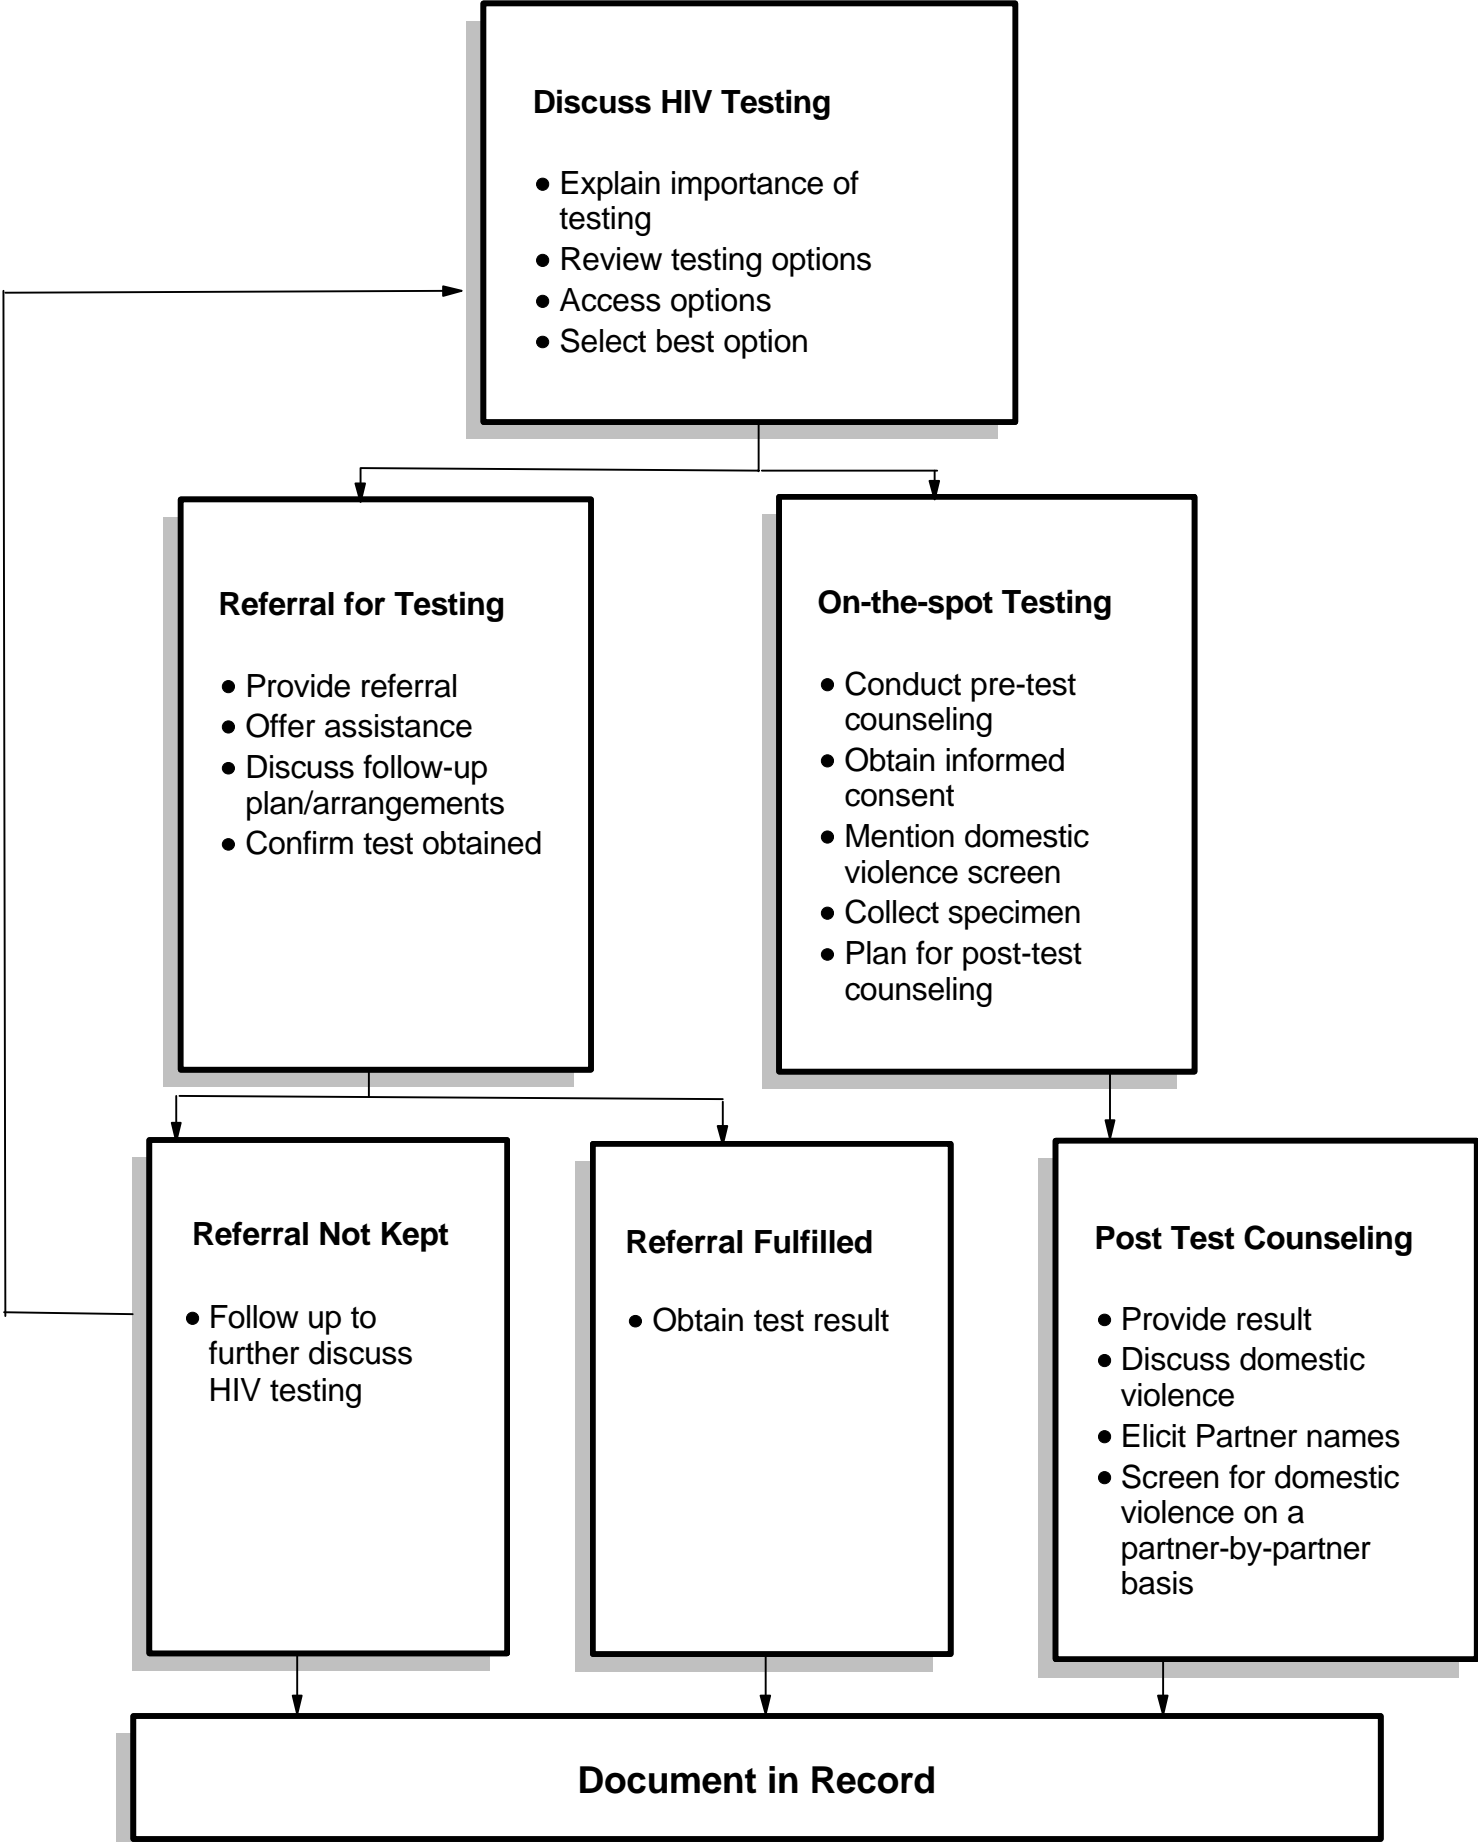 Discuss HIV Testing
• Explain importance of
testing
• Review testing options
• Access options
• Select best option
Referral for Testing
• Provide referral
• Offer assistance
• Discuss follow-up
plan/arrangements
• Confirm test obtained
On-the-spot Testing
• Conduct pre-test
counseling
• Obtain informed
consent
• Mention domestic
violence screen
• Collect specimen
• Plan for post-test
counseling
Referral Not Kept
• Follow up to
further discuss
HIV testing
Referral Fulfilled
• Obtain test result
Post Test Counseling
• Provide result
• Discuss domestic
violence
• Elicit Partner names
• Screen for domestic
violence on a
partner-by-partner
basis
Document in Record